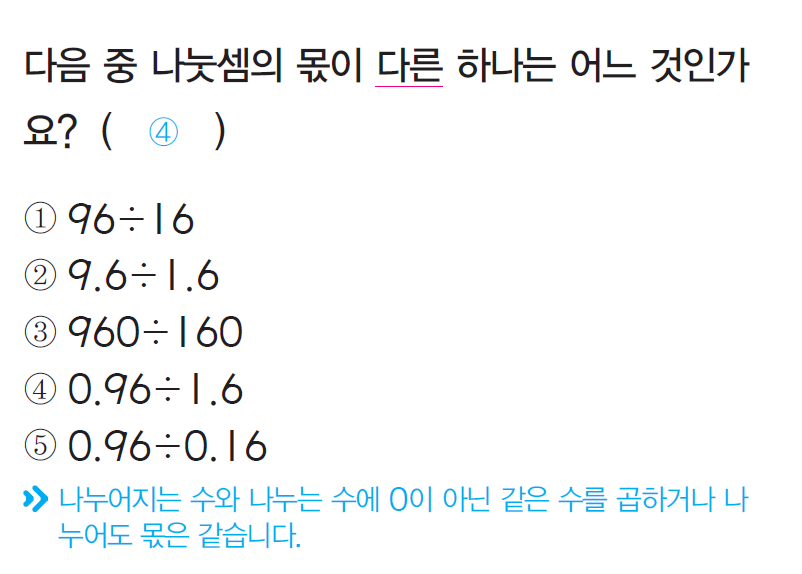 다음 중 나눗셈의 몫이 다른 하나는 어느 것인가
요? ( ④ )
① 96÷16
② 9.6÷1.6
③ 960÷160
④ 0.96÷1.6
⑤ 0.96÷0.16
» 나누어지는 수와 나누는 수에 0이 아닌 같은 수를 곱하거나 나
누어도 몫은 같습니다.